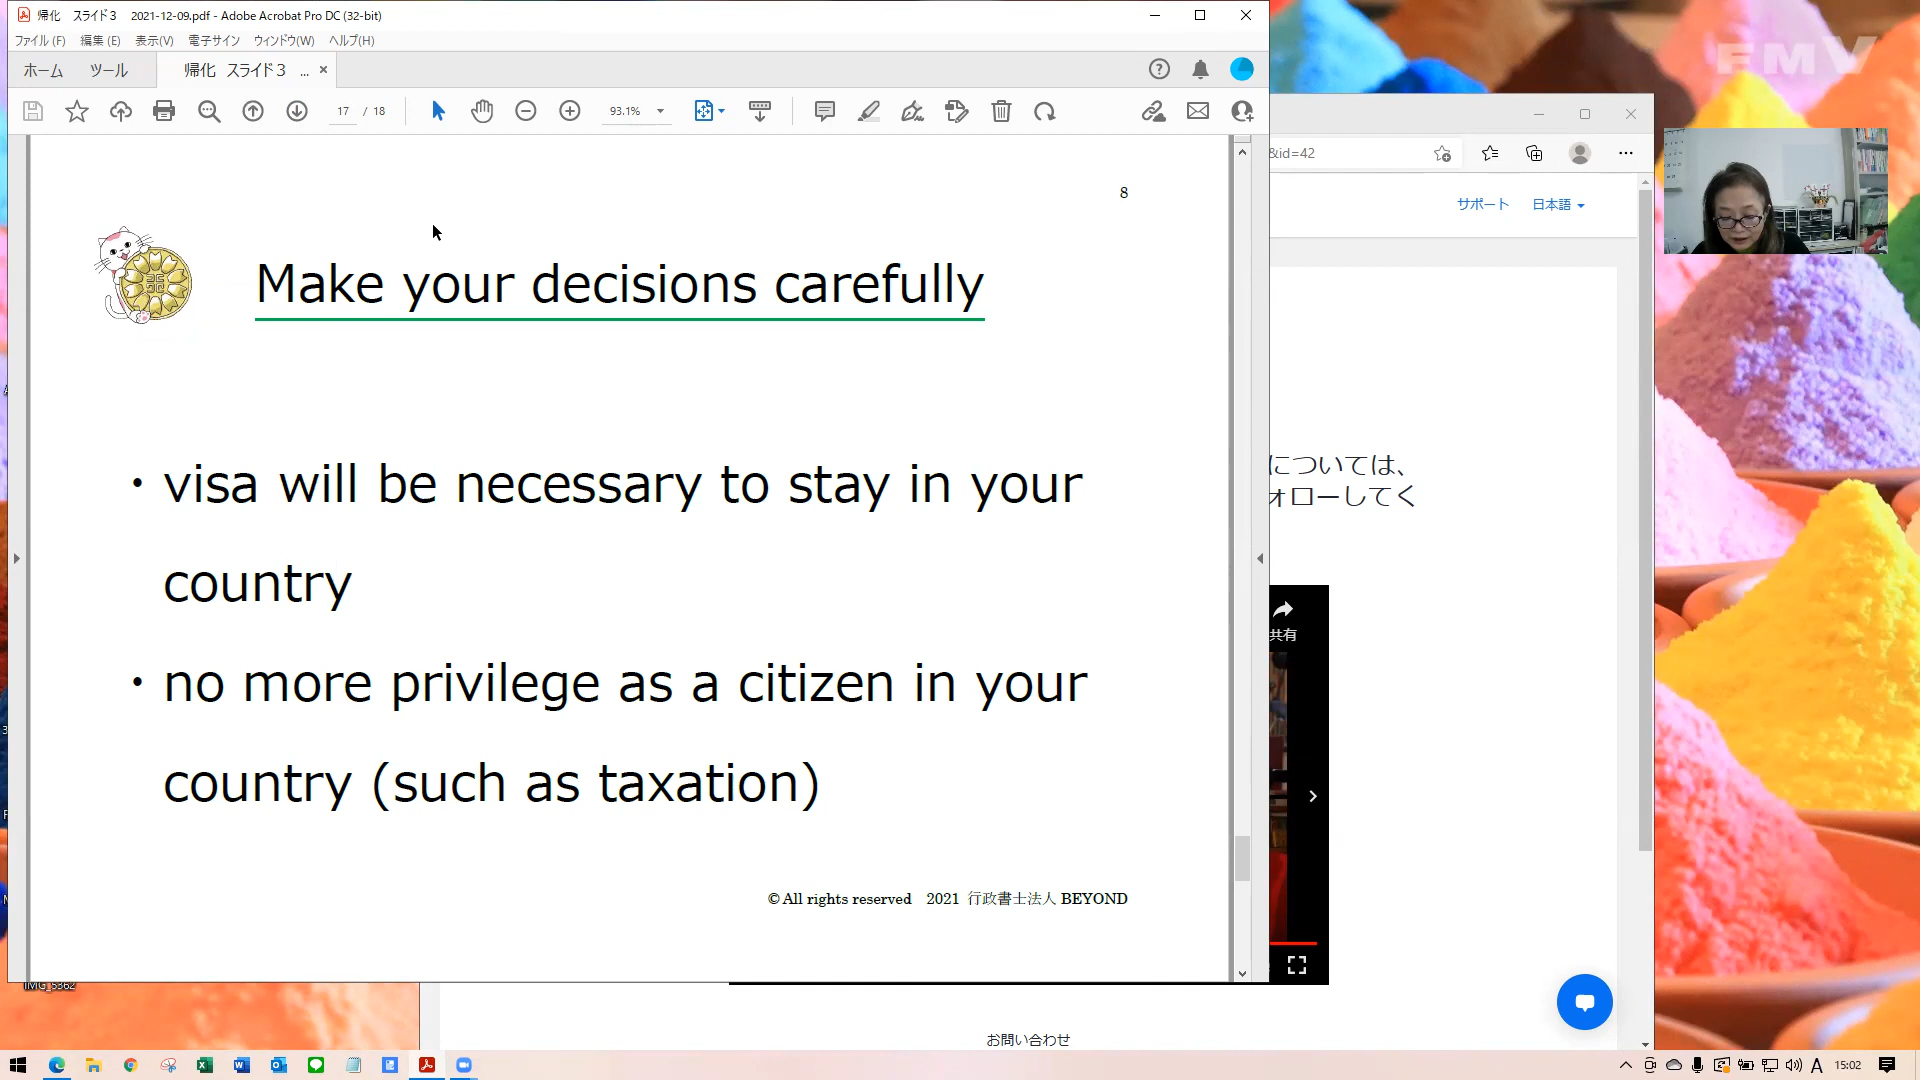 帰化 スライド３ 2021-12-09.pdf - Adobe Acrobat Pro DC (32-bit)
ファイル(F) 編集(E) 表示(V) 電子サイン ウィンドウ(W) ヘルプ(H)
ホーム ツール 帰化 スライド３ ... ×
17 / 18 93.1%
&id=42
サポート 日本語
FMV
8
Make your decisions carefully
・visa will be necessary to stay in your
country
・no more privilege as a citizen in your
country (such as taxation)
©All rights reserved 2021 行政書士法人 BEYOND
については、
ォローしてく
共有
IMG_5362
お問い合わせ
A 15:02